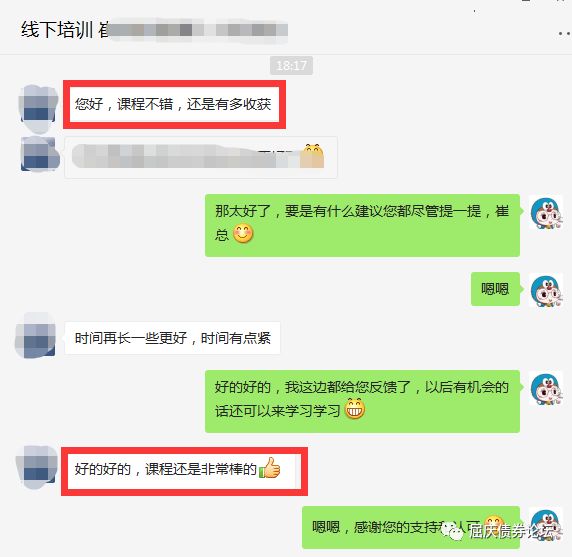 线下培训 崔
18:17
您好，课程不错，还是有多收获
那太好了，要是有什么建议您都尽管提一提，崔
总
嗯嗯
时间再长一些更好，时间有点紧
好的好的，我这边都给您反馈了，以后有机会的
话还可以来学习学习
好的好的，课程还是非常棒的
嗯嗯，感谢您的支持和认可
屈庆债券论坛